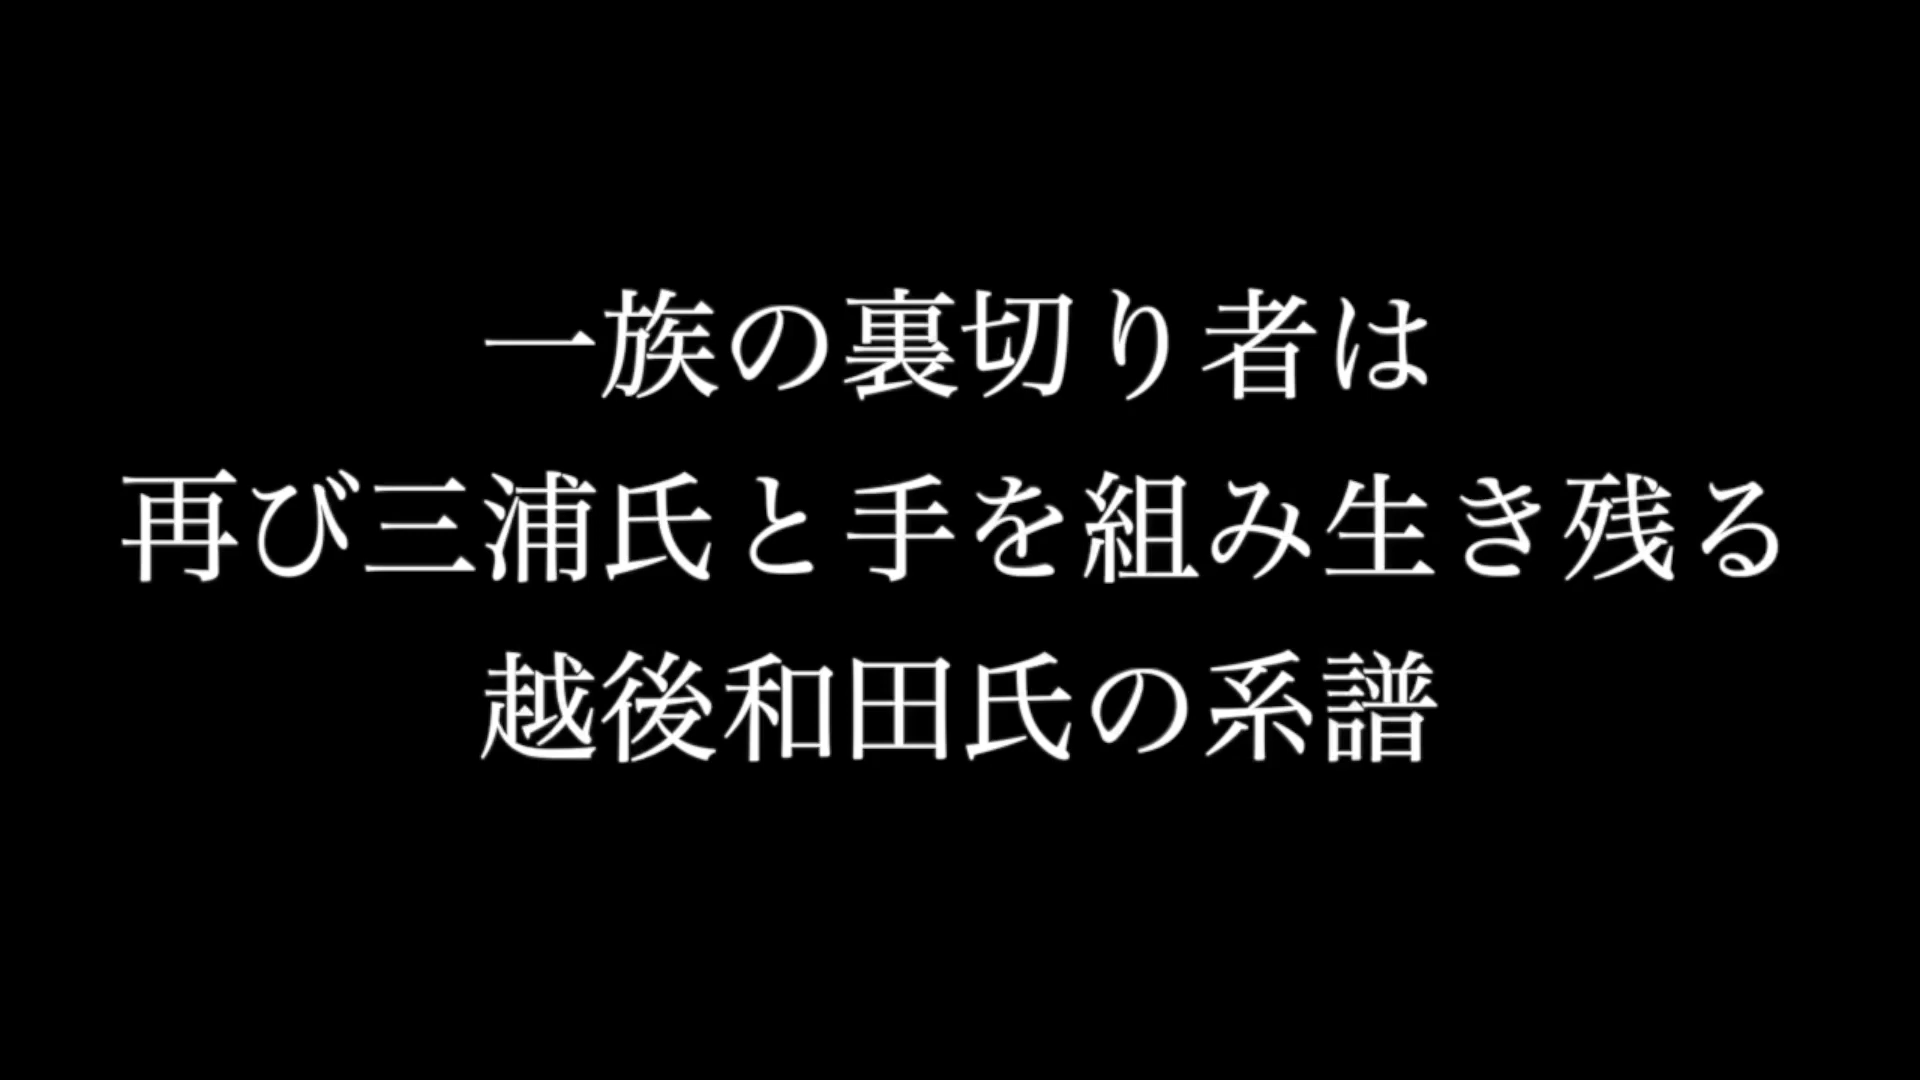 一族の裏切り者は
再び三浦氏と手を組み生き残る
越後和田氏の系譜